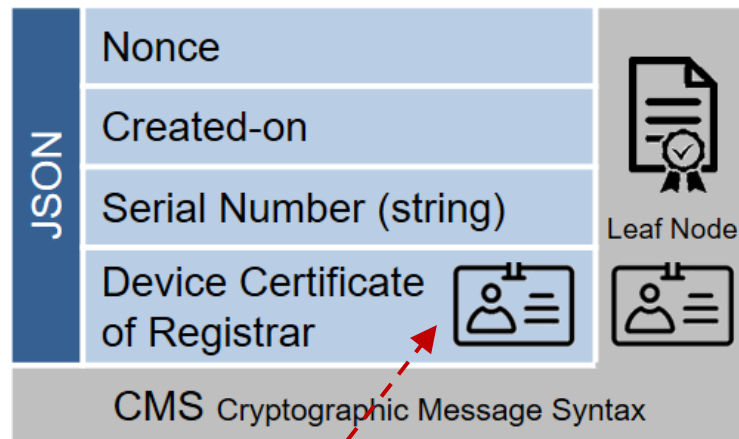 JSON
Nonce
Created-on
Serial Number (string)
Device Certificate
of Registrar
Leaf Node
CMS Cryptographic Message Syntax